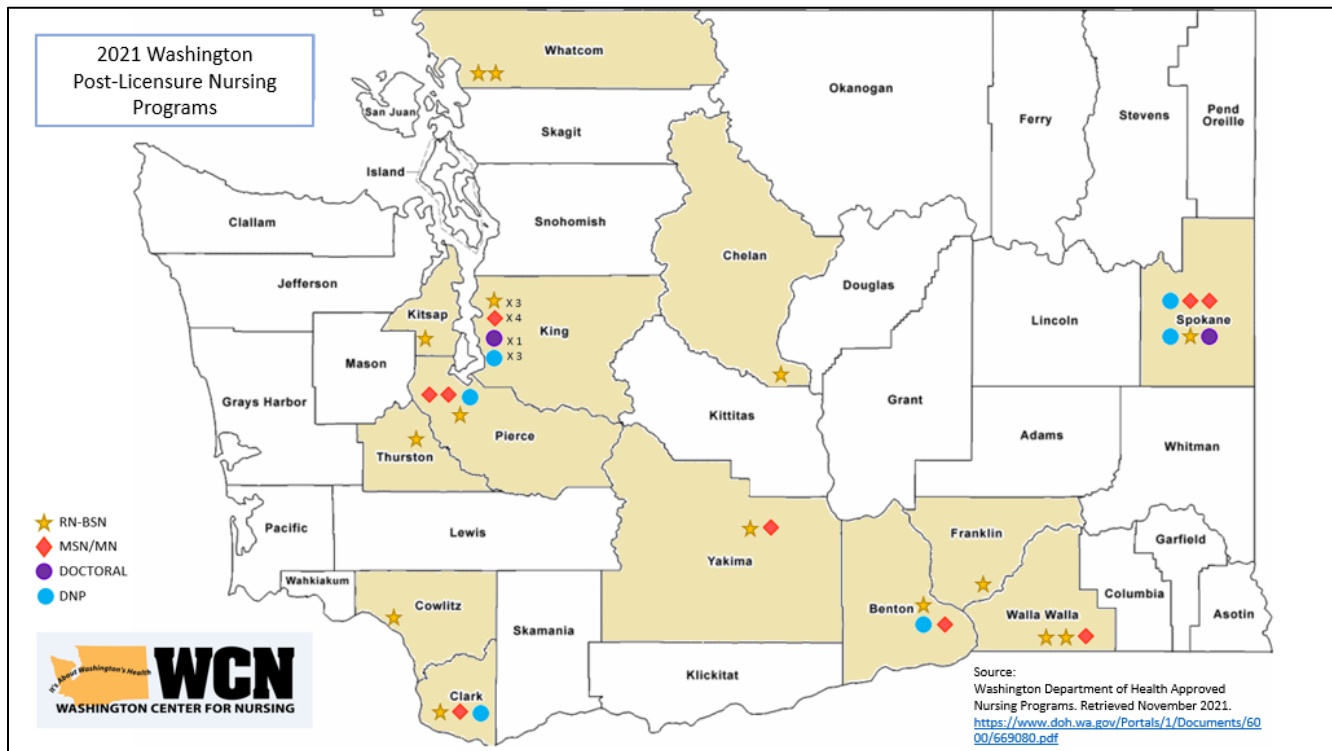 2021 Washington
Post-Licensure Nursing
Programs
Whatcom
San Juan
Skagit
Island
Okanogan
Ferry
Stevens
Pend
Oreille
Clallam
Snohomish
Chelan
Jefferson
Kitsap
X 3
X 4
X 1
X 3
King
Douglas
Lincoln
Spokane
Mason
Grays Harbor
Kittitas
Grant
Adams
Whitman
Thurston
Pierce
Pacific
Lewis
Yakima
Franklin
Garfield
RN-BSN
MSN/MN
DOCTORAL
DNP
Wahkiakum
Cowlitz
Skamania
Benton
Walla Walla
Columbia
Asotin
Klickitat
Clark
It's About Washington's Health
WCN
WASHINGTON CENTER FOR NURSING
Source:
Washington Department of Health Approved
Nursing Programs. Retrieved November 2021.
https://www.doh.wa.gov/Portals/1/Documents/60
00/669080.pdf